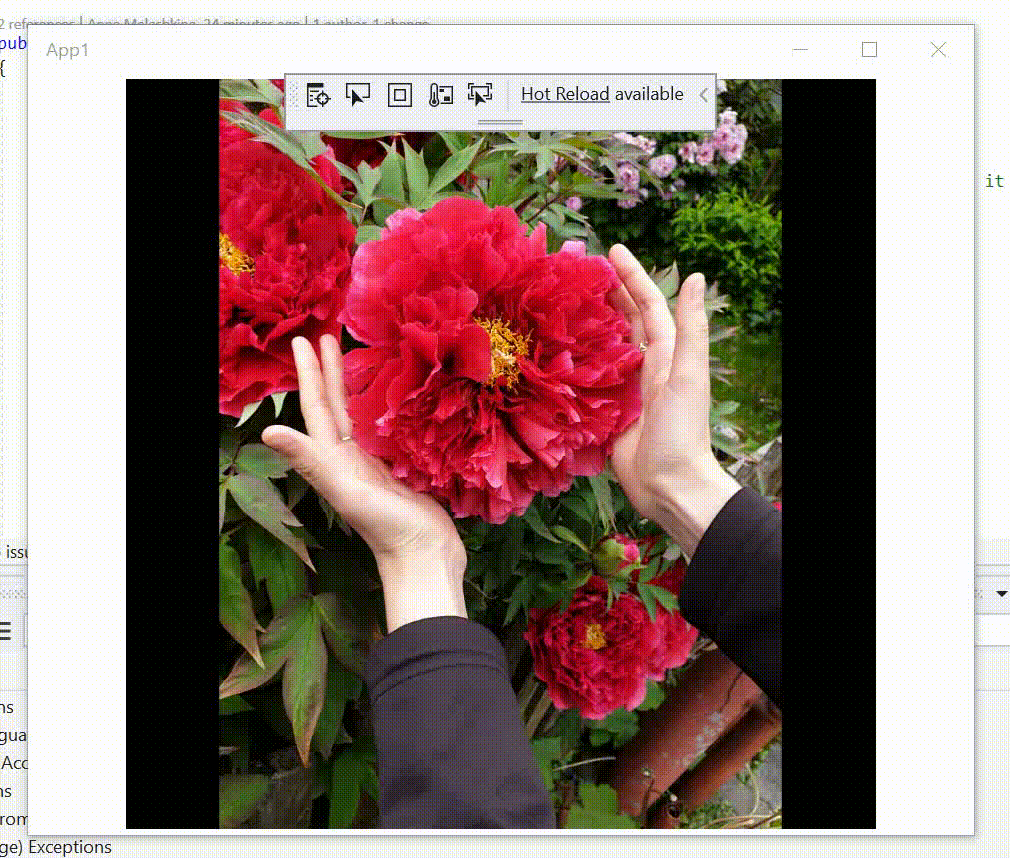 2 references | Anna Maloshkina, 24 minutes ago | 1 author, 1 change
pub
{
App1
Hot Reload available
it
issu
ns
gua
Acc
ns
rom
ge) Exceptions